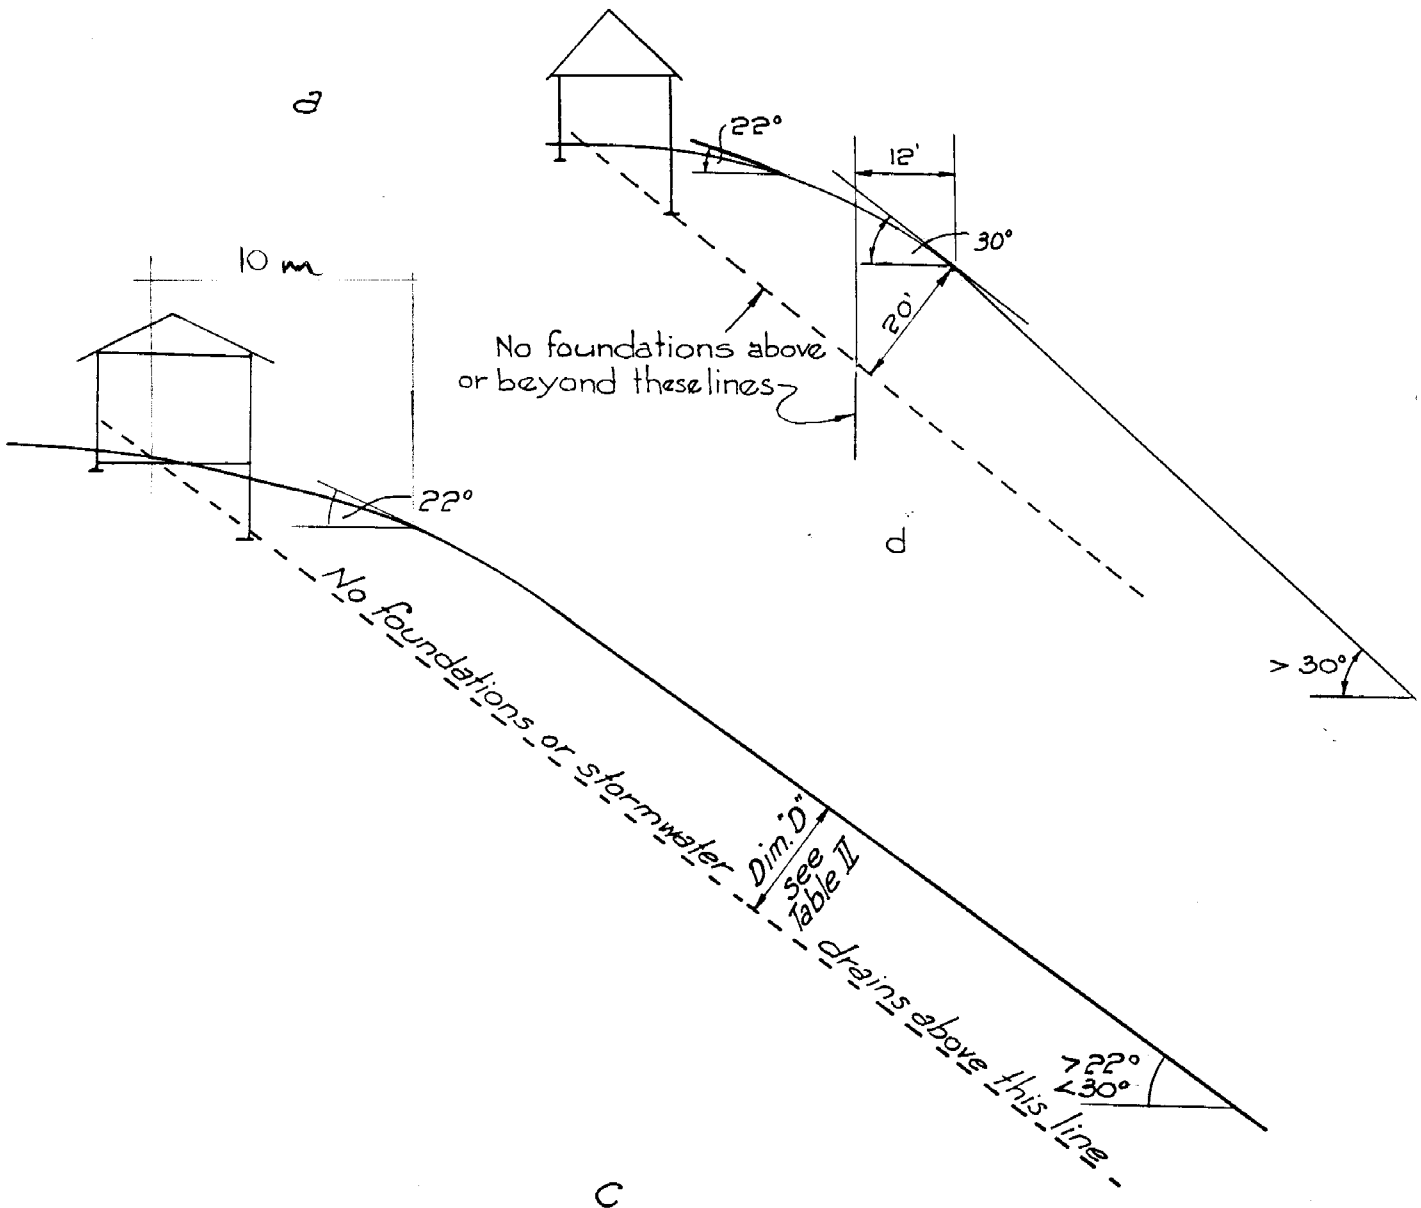 a
22°
12'
30°
20'
No foundations above
or beyond these lines
d
> 30°
10 m
22°
No foundations or stormwater drains above this line
Dim. "D"
see
Table II
>22°
<30°
c